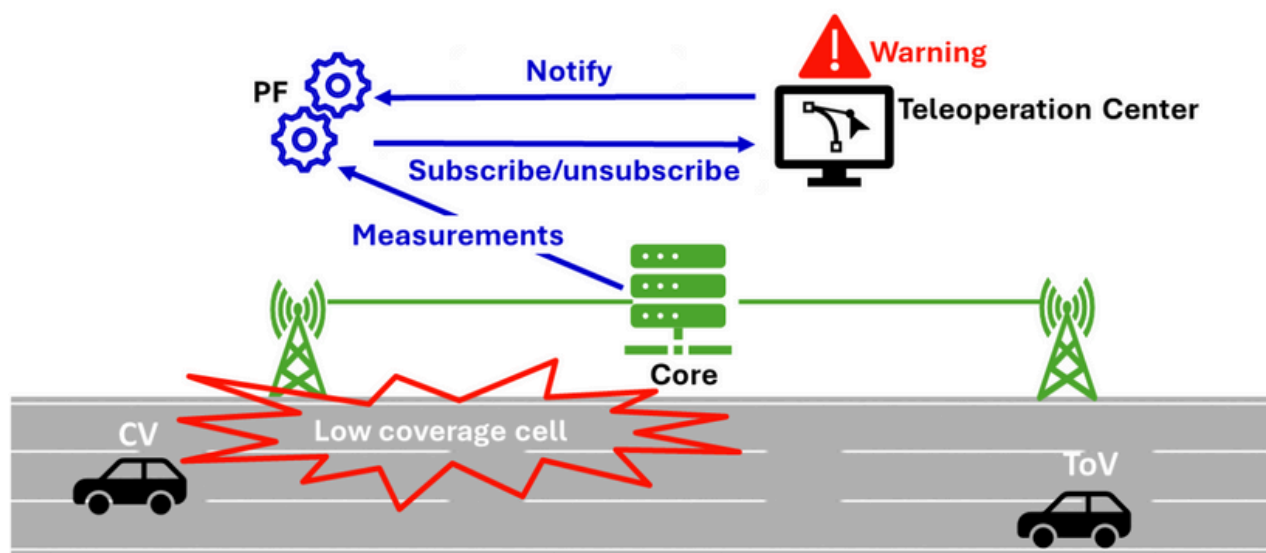 Warning
Notify
PF
Teleoperation Center
Subscribe/unsubscribe
Measurements
Core
Low coverage cell
CV
ToV